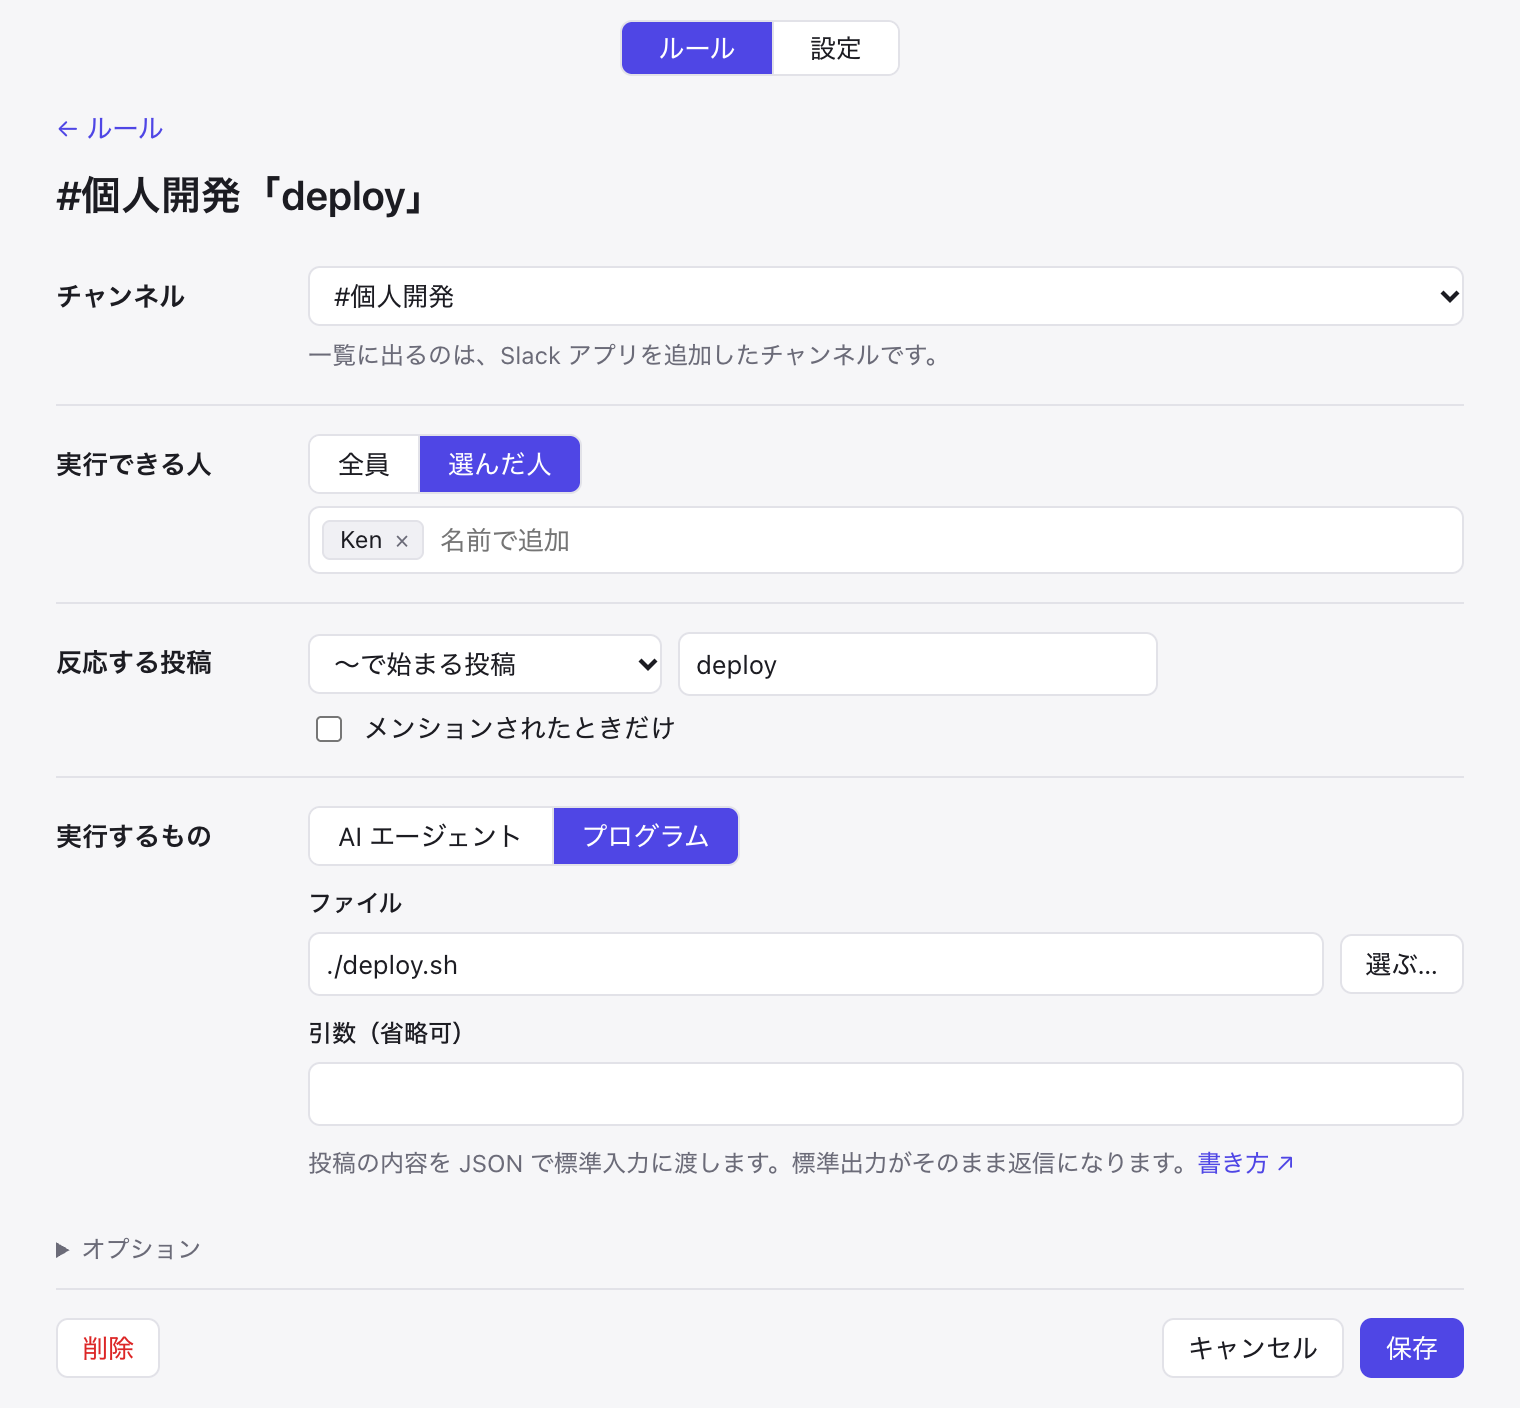 ルール 設定
← ルール
#個人開発「deploy」
チャンネル #個人開発
一覧に出るのは、Slack アプリを追加したチャンネルです。
実行できる人 全員 選んだ人
Ken × 名前で追加
反応する投稿 〜で始まる投稿 deploy
メンションされたときだけ
実行するもの AI エージェント プログラム
ファイル
./deploy.sh 選ぶ...
引数（省略可）
投稿の内容を JSON で標準入力に渡します。標準出力がそのまま返信になります。書き方 ↗
▶ オプション
削除 キャンセル 保存